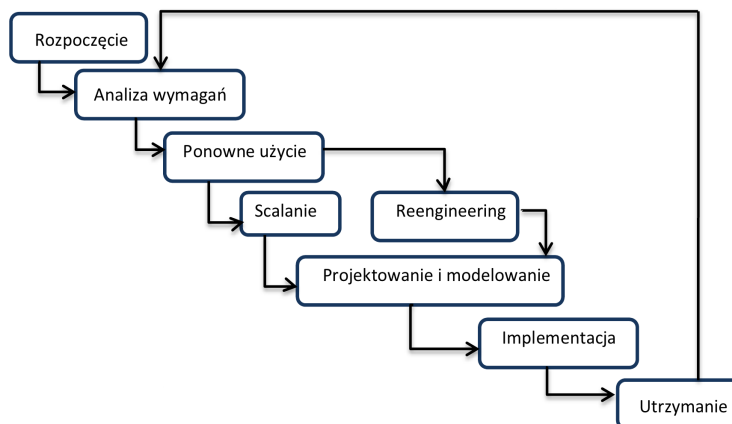 Rozpoczęcie
Analiza wymagań
Ponowne użycie
Scalanie
Reengineering
Projektowanie i modelowanie
Implementacja
Utrzymanie